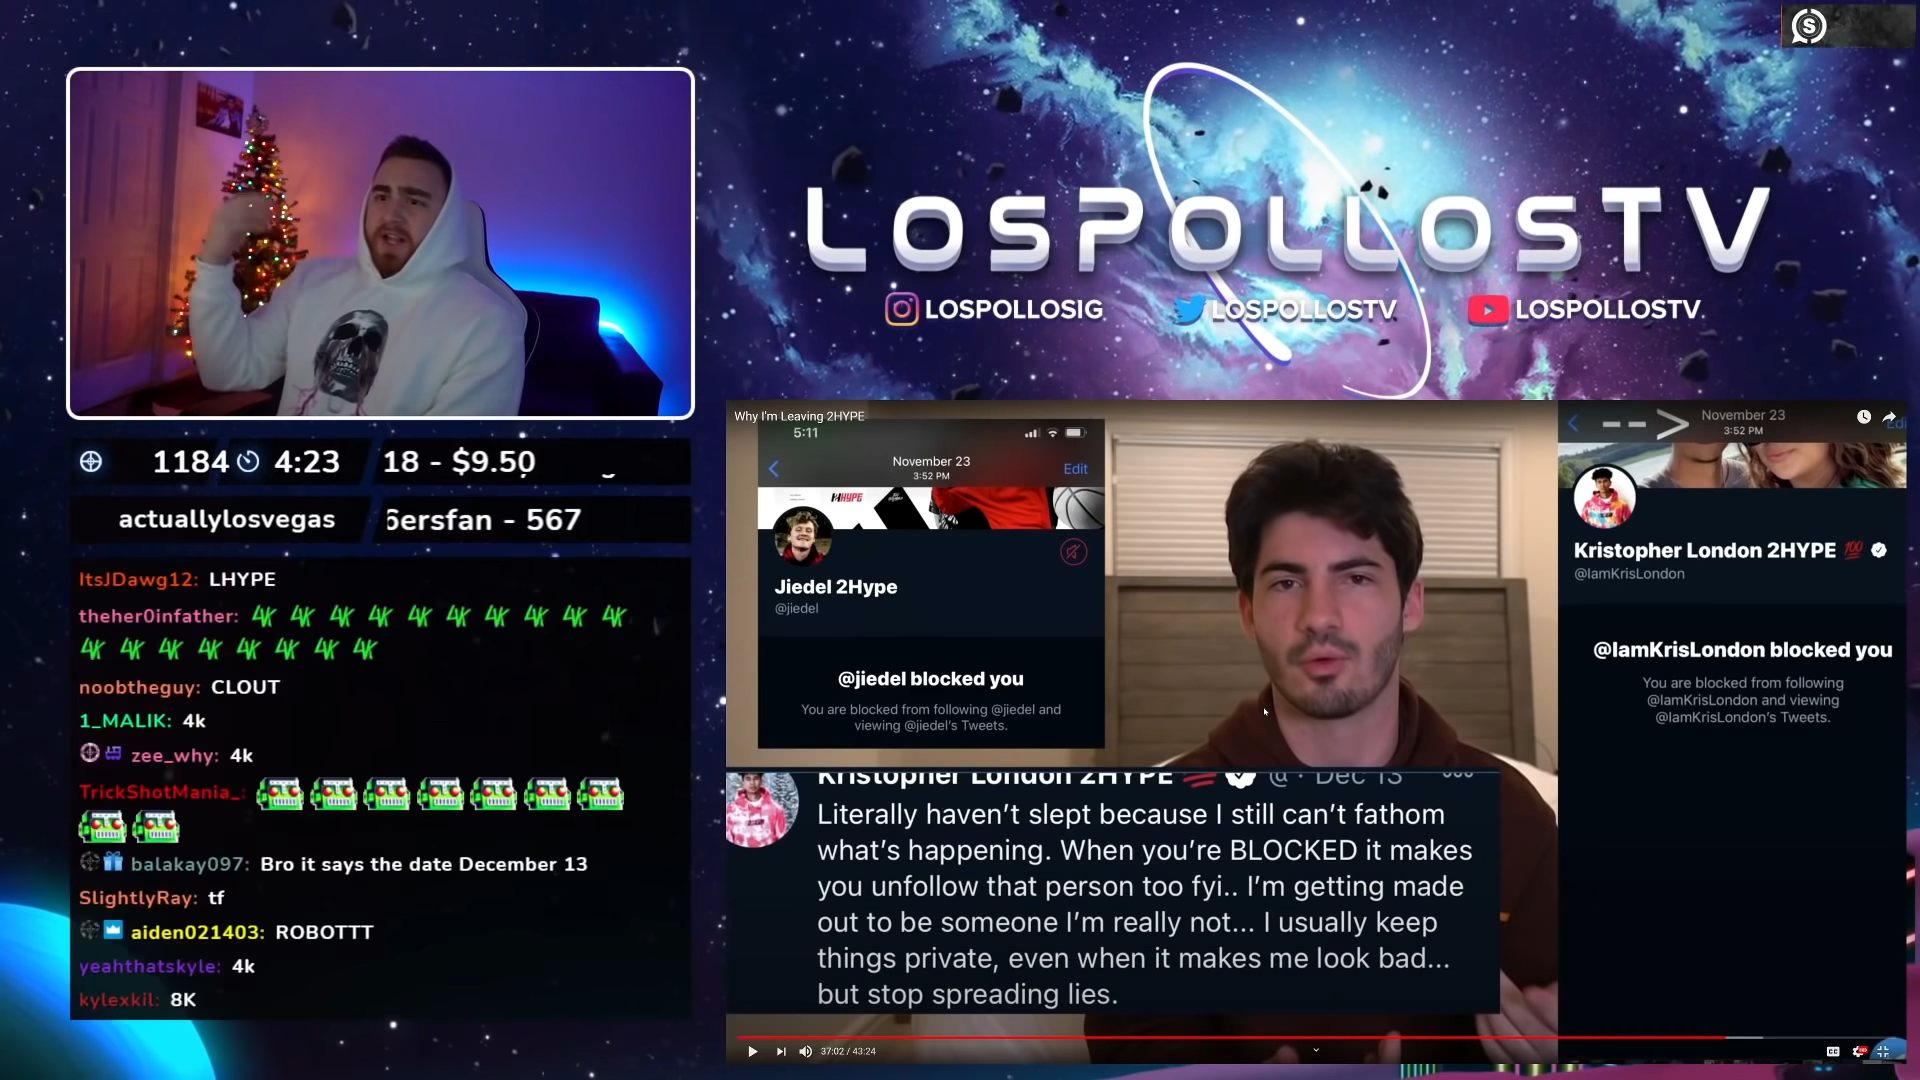 LOSPOLLOSTV
LOSPOLLOSIG
LOSPOLLOSTV
LOSPOLLOSTV
1184
4:23
18 - $9.50
actuallylosvegas
6ersfan - 567
ItsJDawg12: LHYPE
theher0infather: 4K 4K 4K 4K 4K 4K 4K 4K 4K 4K
4K 4K 4K 4K 4K 4K 4K 4K
noobtheguy: CLOUT
1_MALIK: 4k
zee_why: 4k
TrickShotMania_:
balakay097: Bro it says the date December 13
SlightlyRay: tf
aiden021403: ROBOTTT
yeahthatskyle: 4k
kylexkil: 8K
Why I'm Leaving 2HYPE
5:11
November 23
3:52 PM
Edit
2HYPE
Jiedel 2Hype
@jiedel
@jiedel blocked you
You are blocked from following @jiedel and
viewing @jiedel's Tweets.
-->
November 23
3:52 PM
Kristopher London 2HYPE 💯
@IamKrisLondon
@IamKrisLondon blocked you
You are blocked from following
@IamKrisLondon and viewing
@IamKrisLondon's Tweets.
Kristopher London 2HYPE @ · Dec 13
Literally haven't slept because I still can't fathom
what's happening. When you're BLOCKED it makes
you unfollow that person too fyi.. I'm getting made
out to be someone I'm really not... I usually keep
things private, even when it makes me look bad...
but stop spreading lies.
37:02 / 43:24